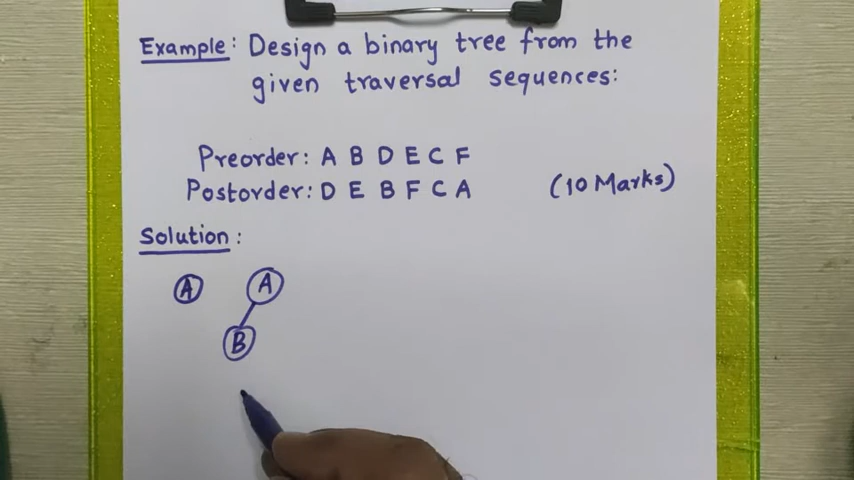 Example: Design a binary tree from the
given traversal sequences:
Preorder: A B D E C F
Postorder: D E B F C A (10 Marks)
Solution:
A A
B